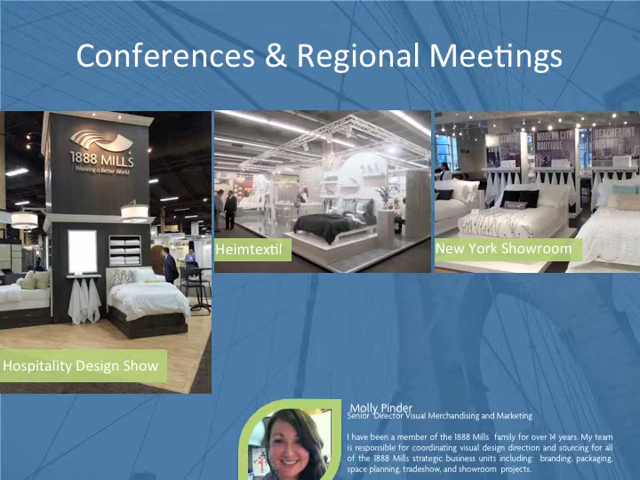 Conferences & Regional Meetings
1888 MILLS
Weaving a Better World
Heimtextil
New York Showroom
Hospitality Design Show
Molly Pinder
Senior Director Visual Merchandising and Marketing
I have been a member of the 1888 Mills family for over 14 years. My team
is responsible for coordinating visual design direction and sourcing for all
of the 1888 Mills strategic business units including: branding, packaging,
space planning, tradeshow, and showroom projects.